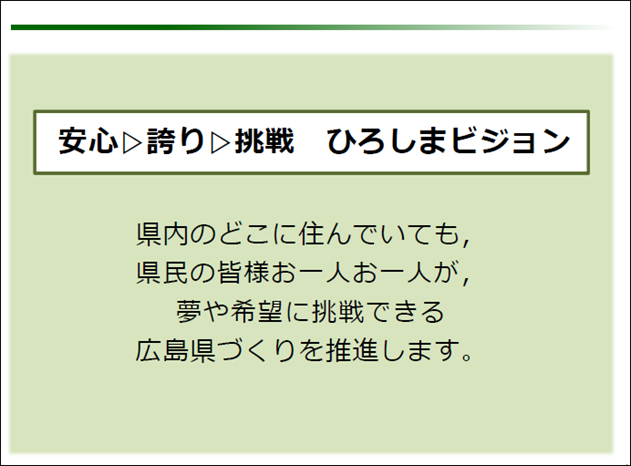 安心▷誇り▷挑戦　ひろしまビジョン
県内のどこに住んでいても，
県民の皆様お一人お一人が，
夢や希望に挑戦できる
広島県づくりを推進します。